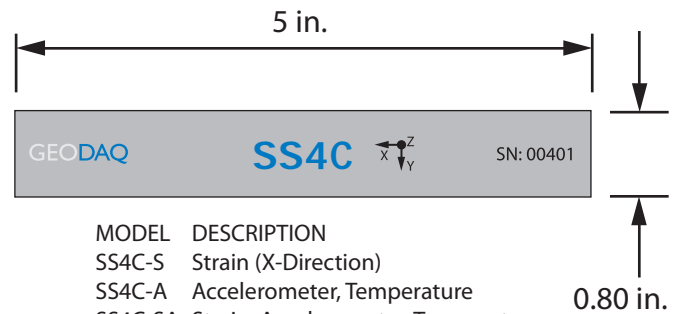 5 in.
GEODAQ SS4C X Y Z SN: 00401
MODEL DESCRIPTION
SS4C-S Strain (X-Direction)
SS4C-A Accelerometer, Temperature
0.80 in.